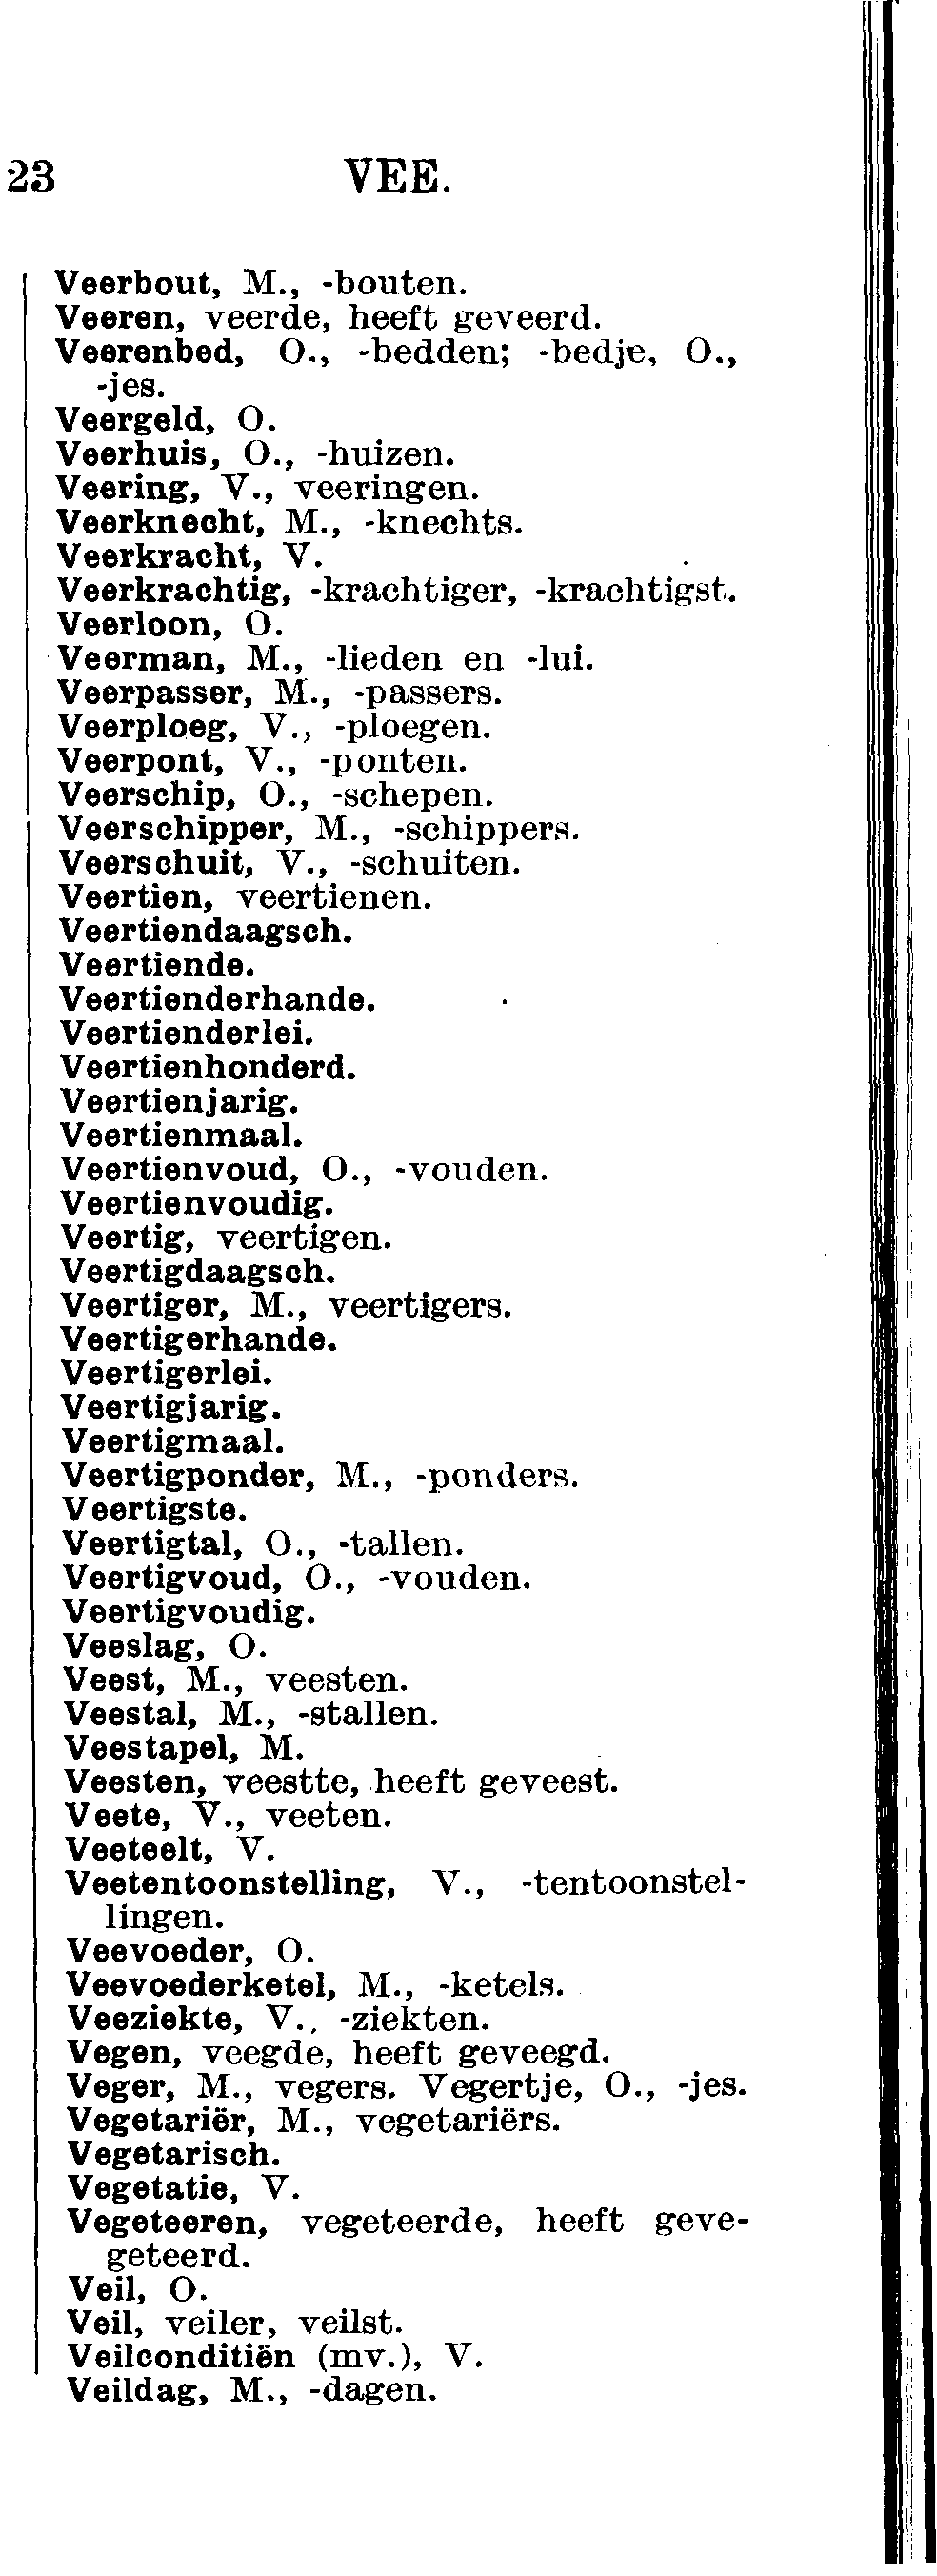 23 VEE.
Veerbout, M., -bouten.
Veeren, veerde, heeft geveerd.
Veerenbed, O., -bedden; -bedje, O.,
-jes.
Veergeld, O.
Veerhuis, O., -huizen.
Veering, V., veeringen.
Veerknecht, M., -knechts.
Veerkracht, V.
Veerkrachtig, -krachtiger, -krachtigst.
Veerloon, O.
Veerman, M., -lieden en -lui.
Veerpasser, M., -passers.
Veerploeg, V., -ploegen.
Veerpont, V., -ponten.
Veerschip, O., -schepen.
Veerschipper, M., -schippers.
Veerschuit, V., -schuiten.
Veertien, veertienen.
Veertiendaagsch.
Veertiende.
Veertienderhande.
Veertienderlei.
Veertienhonderd.
Veertienjarig.
Veertienmaal.
Veertienvoud, O., -vouden.
Veertienvoudig.
Veertig, veertigen.
Veertigdaagsch.
Veertiger, M., veertigers.
Veertigerhande.
Veertigerlei.
Veertigjarig.
Veertigmaal.
Veertigponder, M., -ponders.
Veertigste.
Veertigtal, O., -tallen.
Veertigvoud, O., -vouden.
Veertigvoudig.
Veeslag, O.
Veest, M., veesten.
Veestal, M., -stallen.
Veestapel, M.
Veesten, veestte, heeft geveest.
Veete, V., veeten.
Veeteelt, V.
Veetentoonstelling, V., -tentoonstel-
lingen.
Veevoeder, O.
Veevoederketel, M., -ketels.
Veeziekte, V., -ziekten.
Vegen, veegde, heeft geveegd.
Veger, M., vegers. Vegertje, O., -jes.
Vegetariër, M., vegetariërs.
Vegetarisch.
Vegetatie, V.
Vegeteeren, vegeteerde, heeft geve-
geteerd.
Veil, O.
Veil, veiler, veilst.
Veilconditiën (mv.), V.
Veildag, M., -dagen.